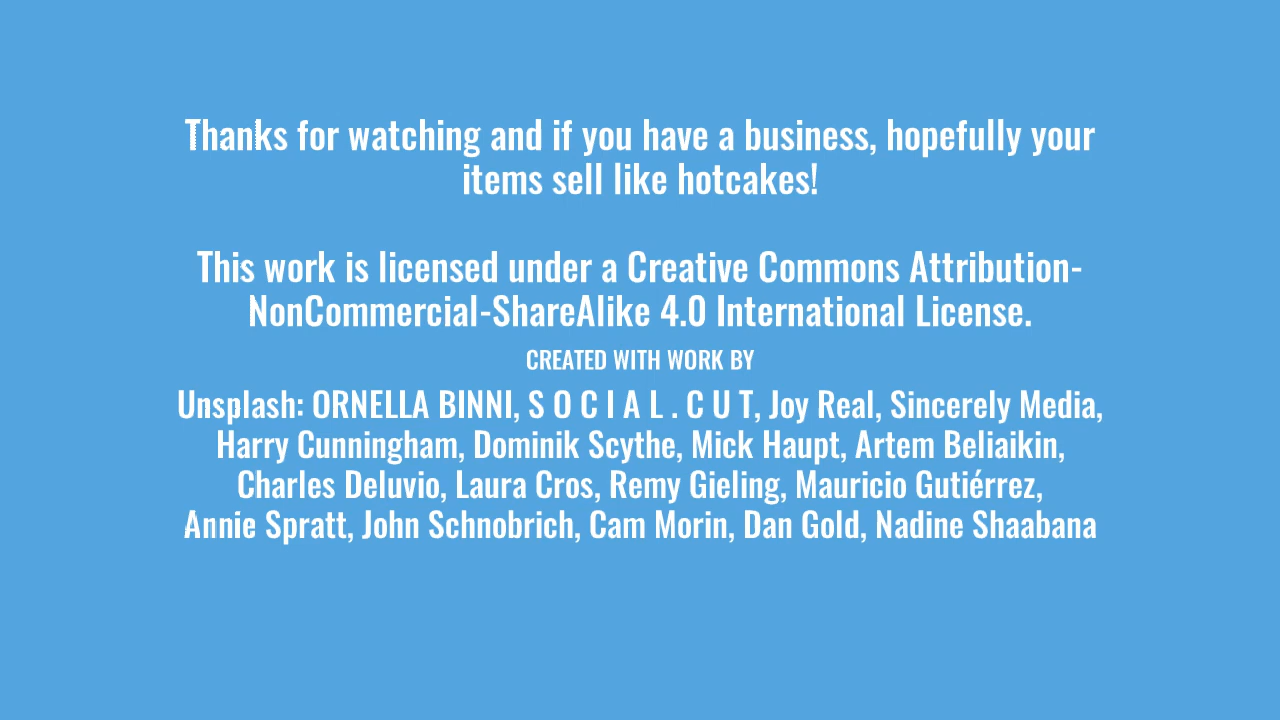 Thanks for watching and if you have a business, hopefully your
items sell like hotcakes!
This work is licensed under a Creative Commons Attribution-
NonCommercial-ShareAlike 4.0 International License.
CREATED WITH WORK BY
Unsplash: ORNELLA BINNI, S O C I A L . C U T, Joy Real, Sincerely Media,
Harry Cunningham, Dominik Scythe, Mick Haupt, Artem Beliaikin,
Charles Deluvio, Laura Cros, Remy Gieling, Mauricio Gutiérrez,
Annie Spratt, John Schnobrich, Cam Morin, Dan Gold, Nadine Shaabana